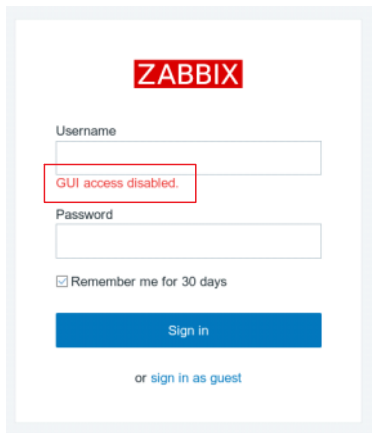 ZABBIX
Username
GUI access disabled.
Password
Remember me for 30 days
Sign in
or sign in as guest